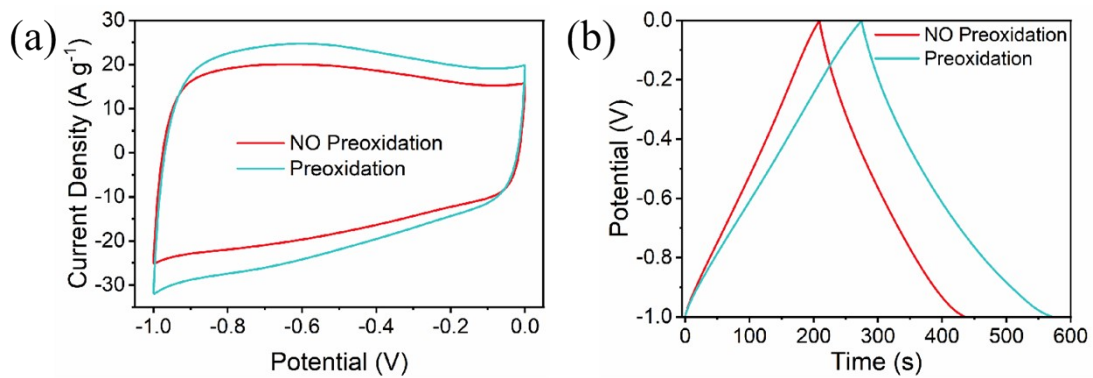 (a)
30
20
10
0
-10
-20
-30
Current Density (A g⁻¹)
NO Preoxidation
Preoxidation
-1.0 -0.8 -0.6 -0.4 -0.2 0.0
Potential (V)
(b)
0.0
-0.2
-0.4
-0.6
-0.8
-1.0
Potential (V)
NO Preoxidation
Preoxidation
0 100 200 300 400 500 600
Time (s)